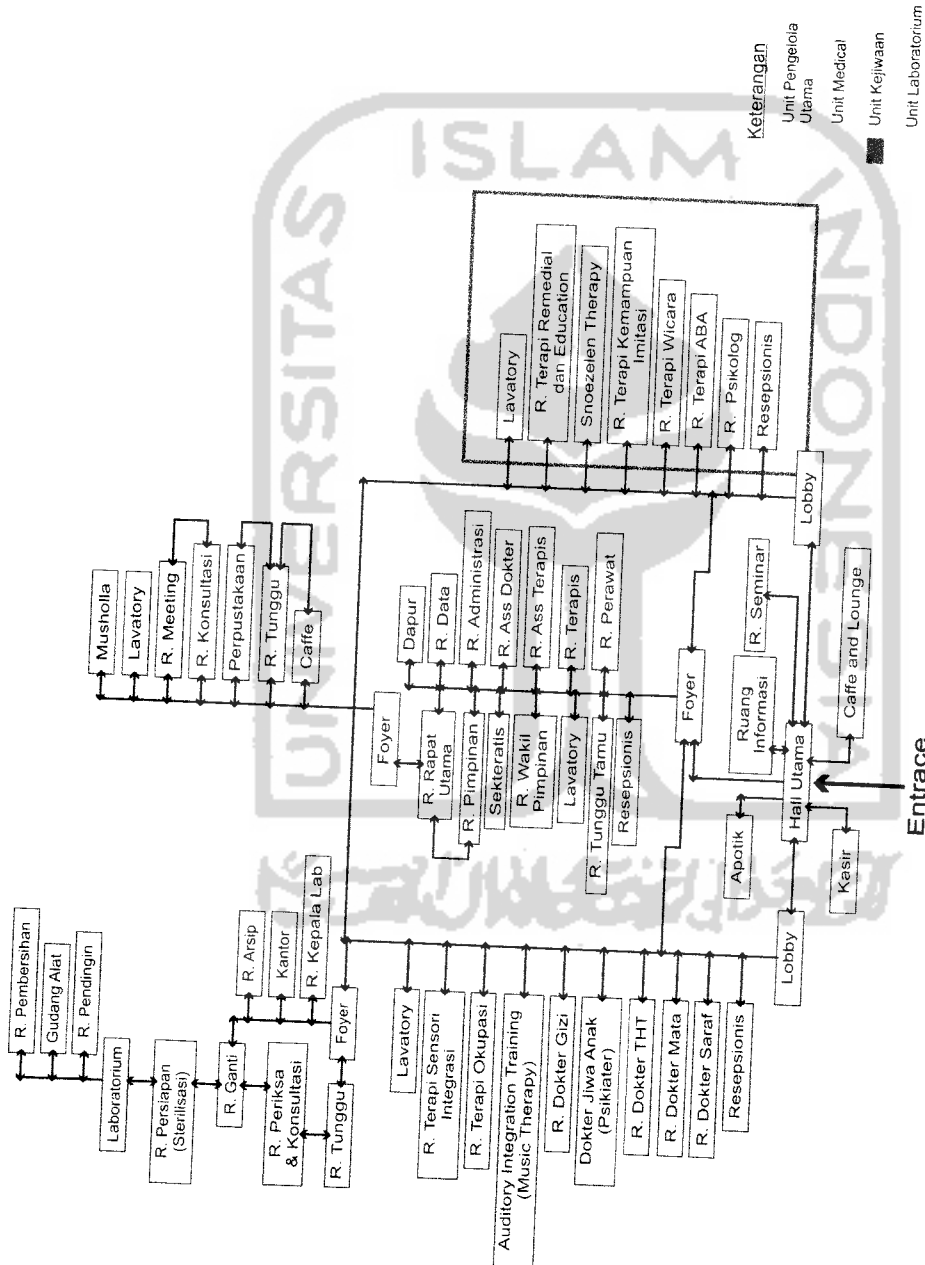 R. Pembersihan
Gudang Alat
R. Pendingin
Laboratorium
R. Persiapan
(Sterilisasi)
R. Ganti
R. Periksa
& Konsultasi
R. Tunggu
Foyer
R. Arsip
Kantor
R. Kepala Lab
Musholla
Lavatory
R. Meeting
R. Konsultasi
Perpustakaan
R. Tunggu
Caffe
Foyer
Lavatory
R. Terapi Sensori
Integrasi
R. Terapi Okupasi
Auditory Integration Training
(Music Therapy)
R. Dokter Gizi
Dokter Jiwa Anak
(Psikiater)
R. Dokter THT
R. Dokter Mata
R. Dokter Saraf
Resepsionis
Lobby
R. Rapat
Utama
R. Pimpinan
Sekteratis
R. Wakil
Pimpinan
Lavatory
R. Tunggu Tamu
Resepsionis
Dapur
R. Data
R. Administrasi
R. Ass Dokter
R. Ass Terapis
R. Terapis
R. Perawat
Foyer
Lavatory
R. Terapi Remedial
dan Education
Snoezelen Therapy
R. Terapi Kemampuan
Imitasi
R. Terapi Wicara
R. Terapi ABA
R. Psikolog
Resepsionis
Lobby
Apotik
Kasir
Hall Utama
Ruang
Informasi
R. Seminar
Caffe and Lounge
Entrace
Keterangan
Unit Pengelola
Utama
Unit Medical
Unit Kejiwaan
Unit Laboratorium
UNIVERSITAS
ISLAM
INDONESIA